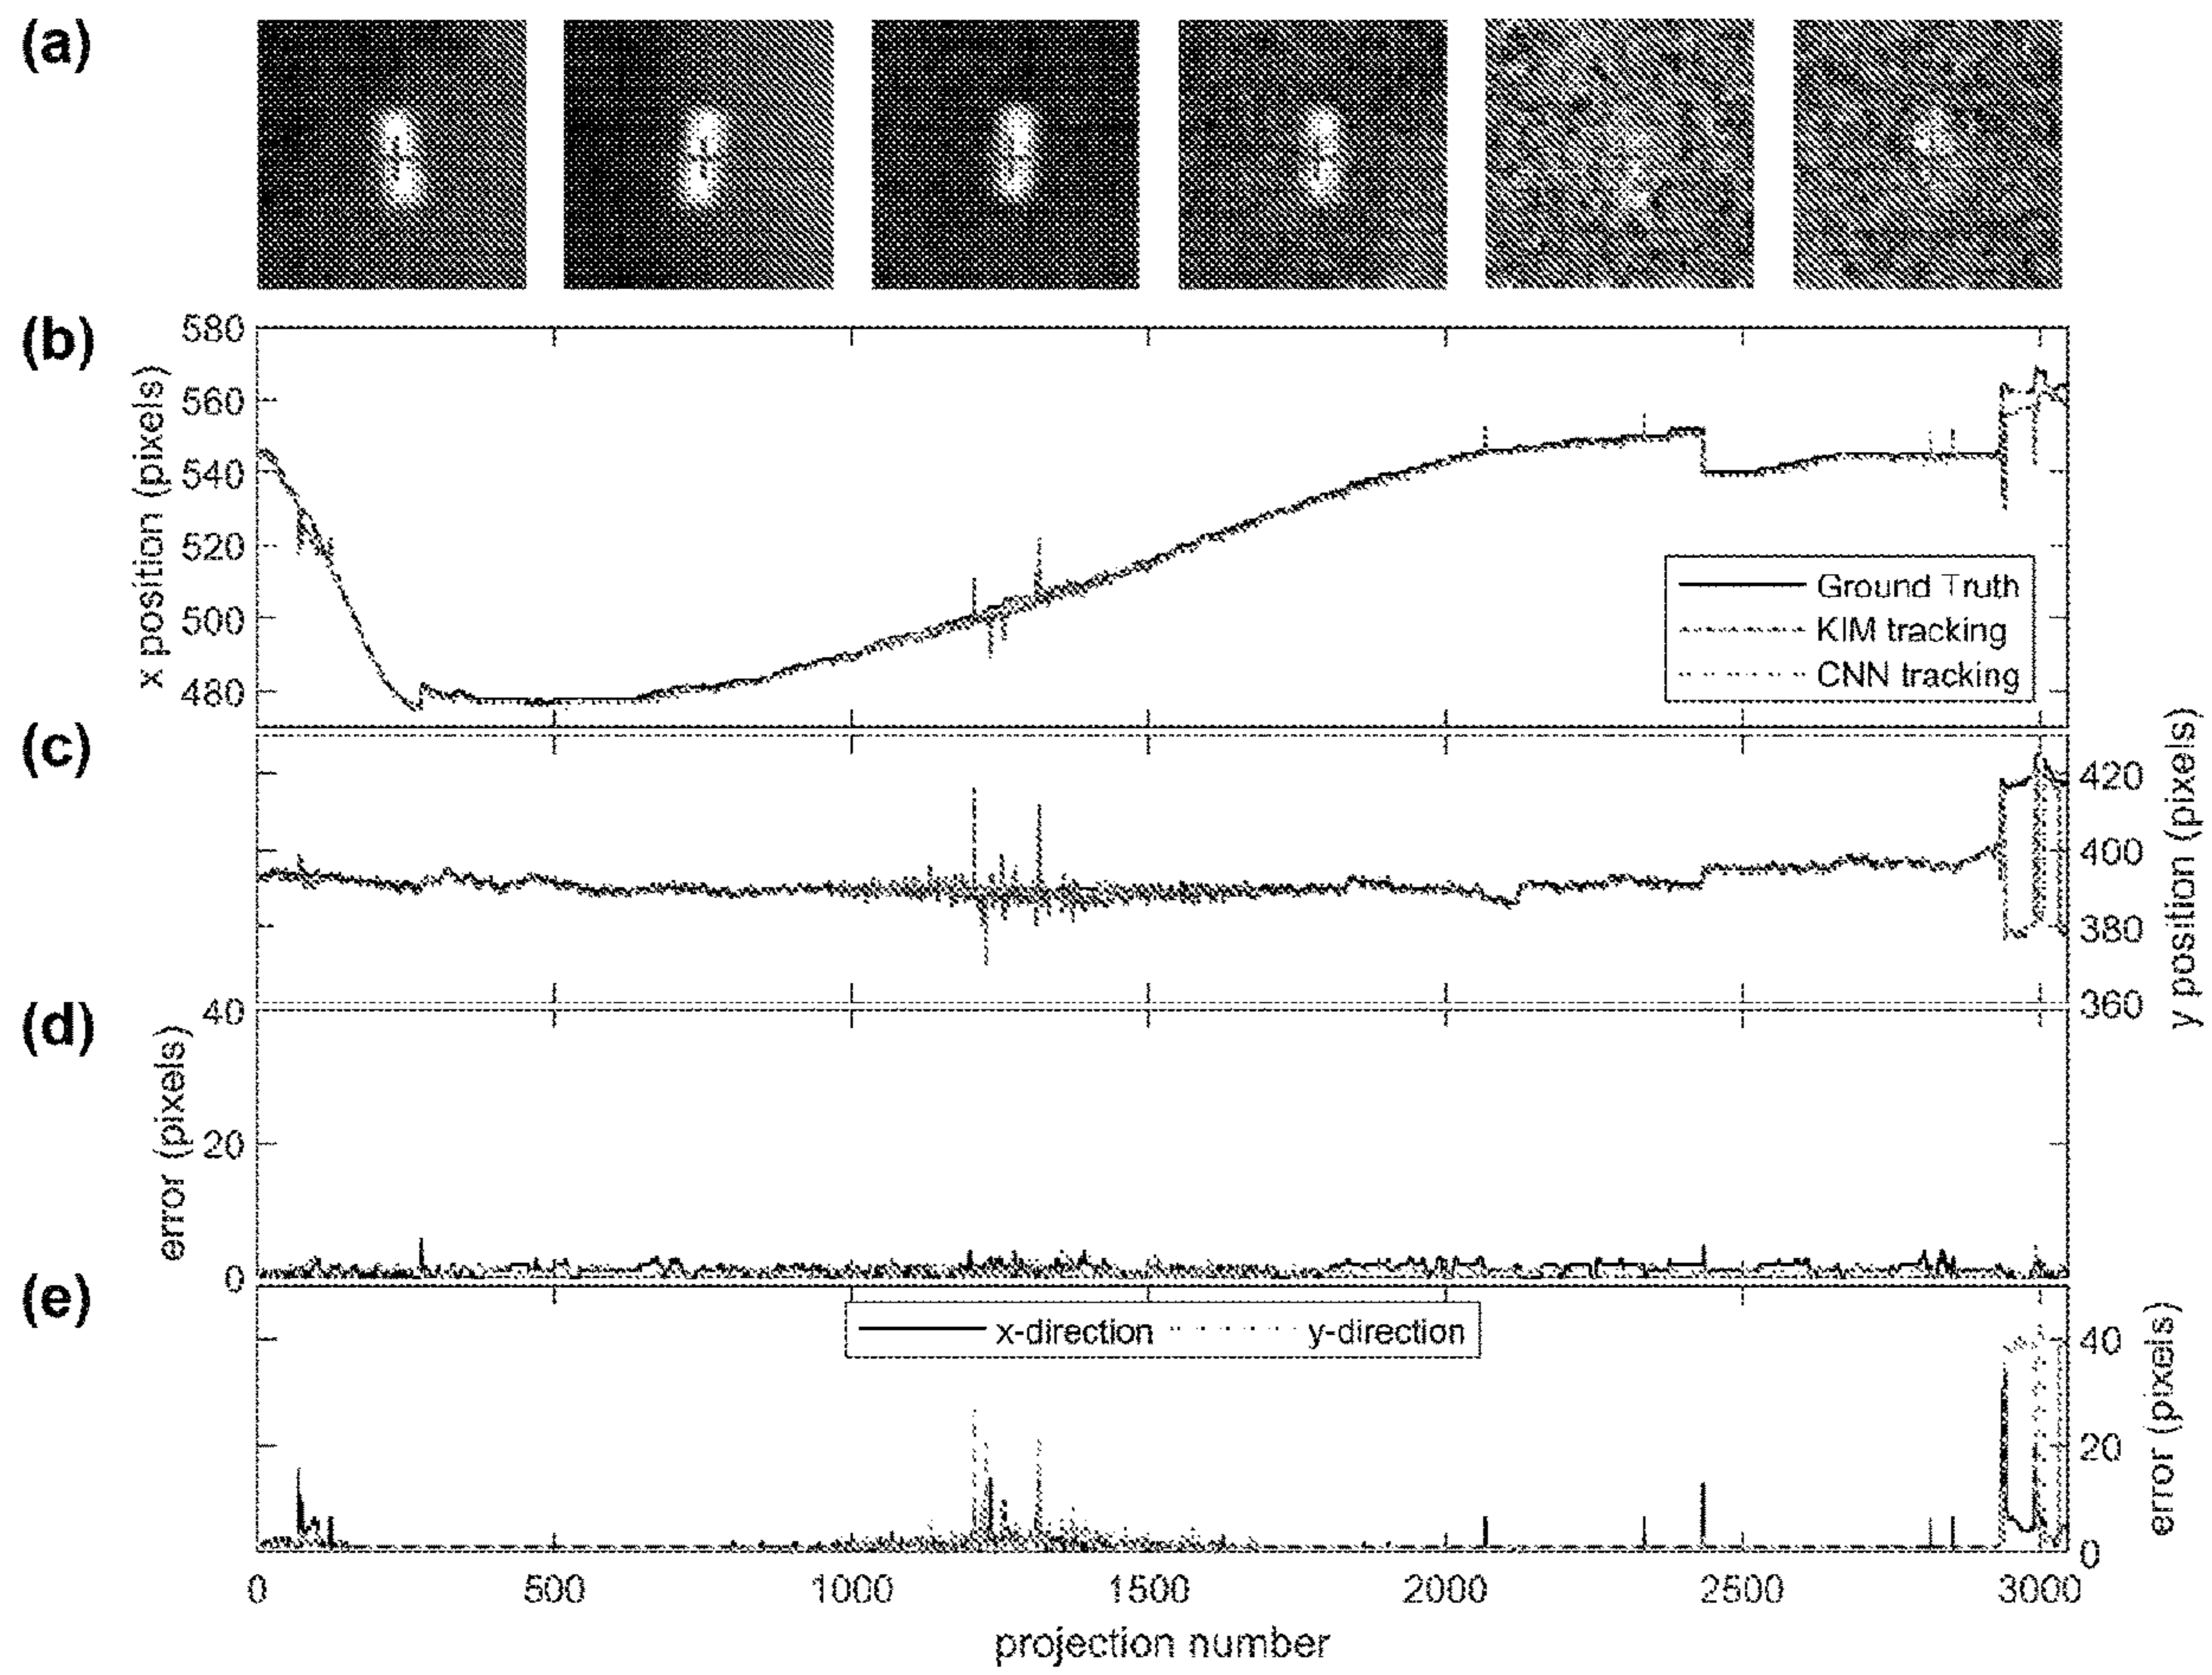 (a)
(b)
580
560
540
520
500
480
x position (pixels)
Ground Truth
KIM tracking
CNN tracking
(c)
420
400
380
360
y position (pixels)
(d)
40
20
0
error (pixels)
(e)
x-direction
y-direction
40
20
0
error (pixels)
0 500 1000 1500 2000 2500 3000
projection number